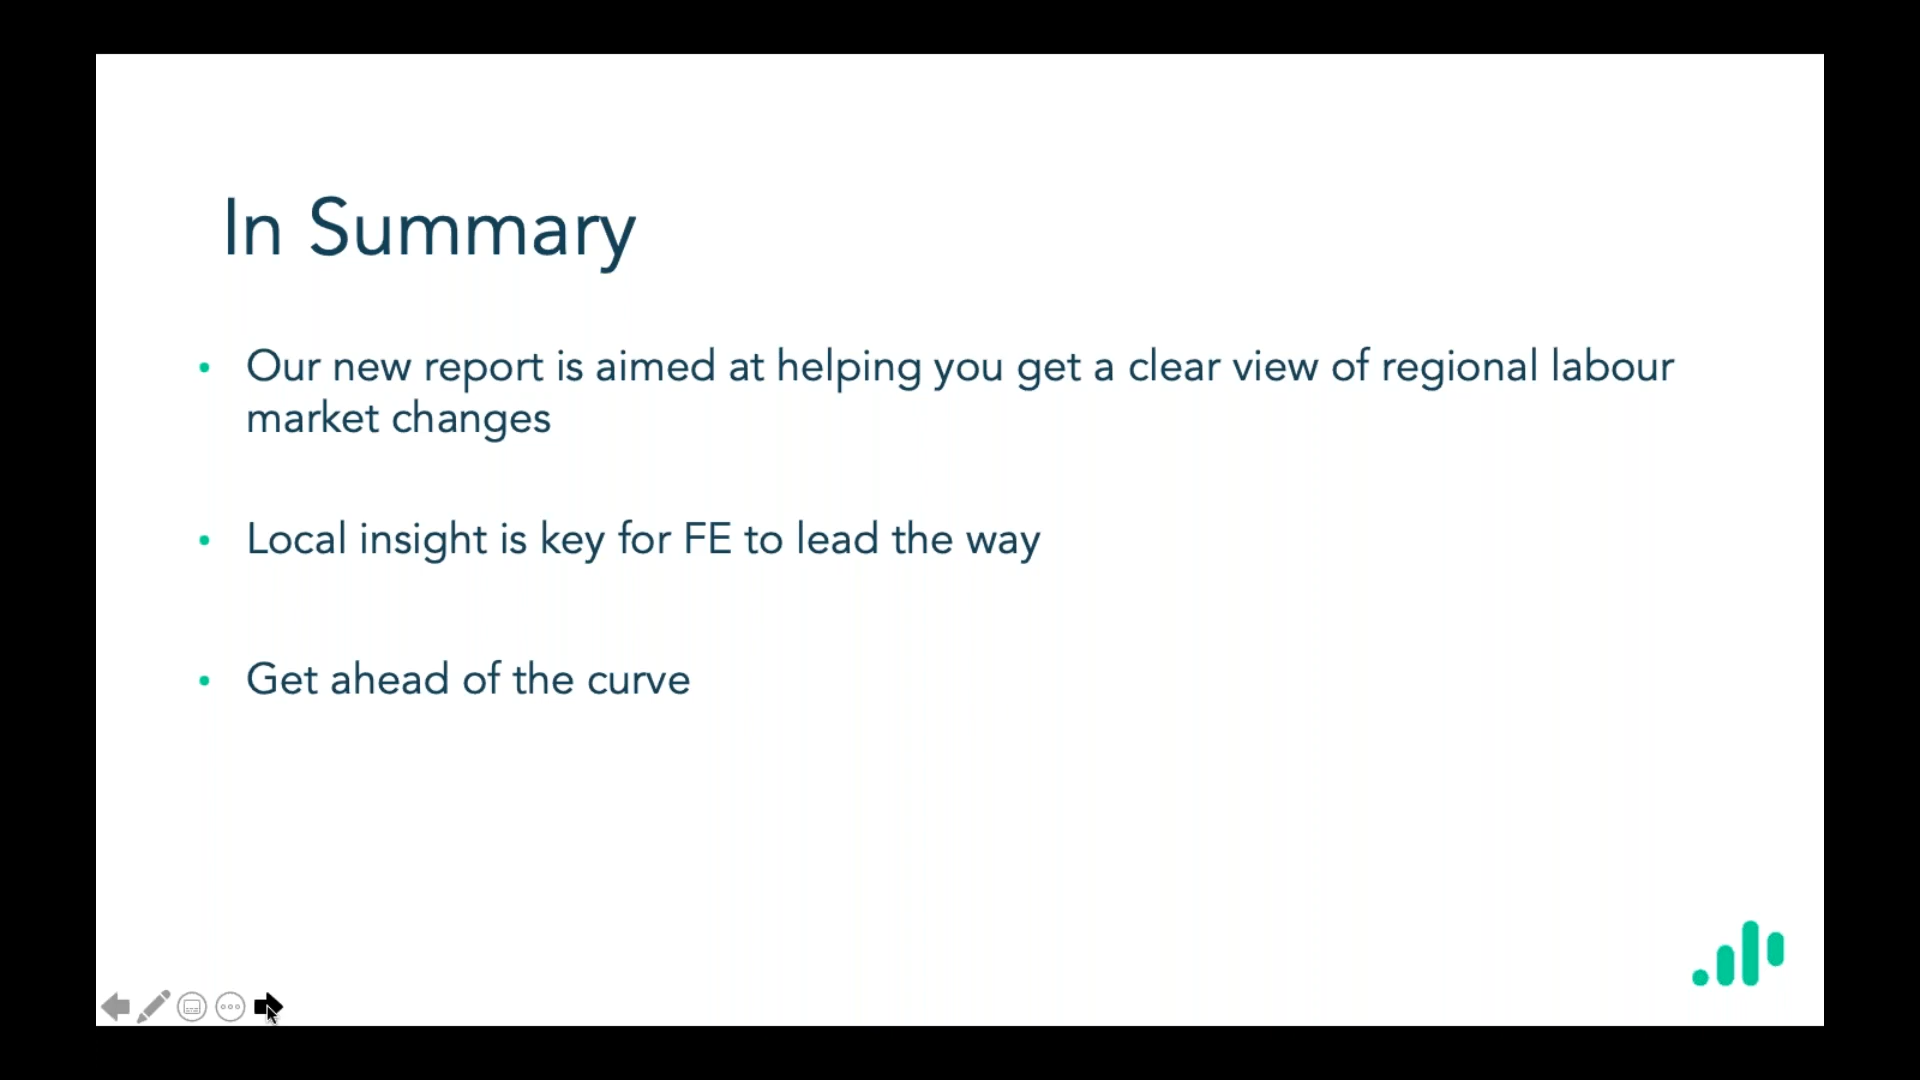 In Summary
• Our new report is aimed at helping you get a clear view of regional labour
market changes
• Local insight is key for FE to lead the way
• Get ahead of the curve